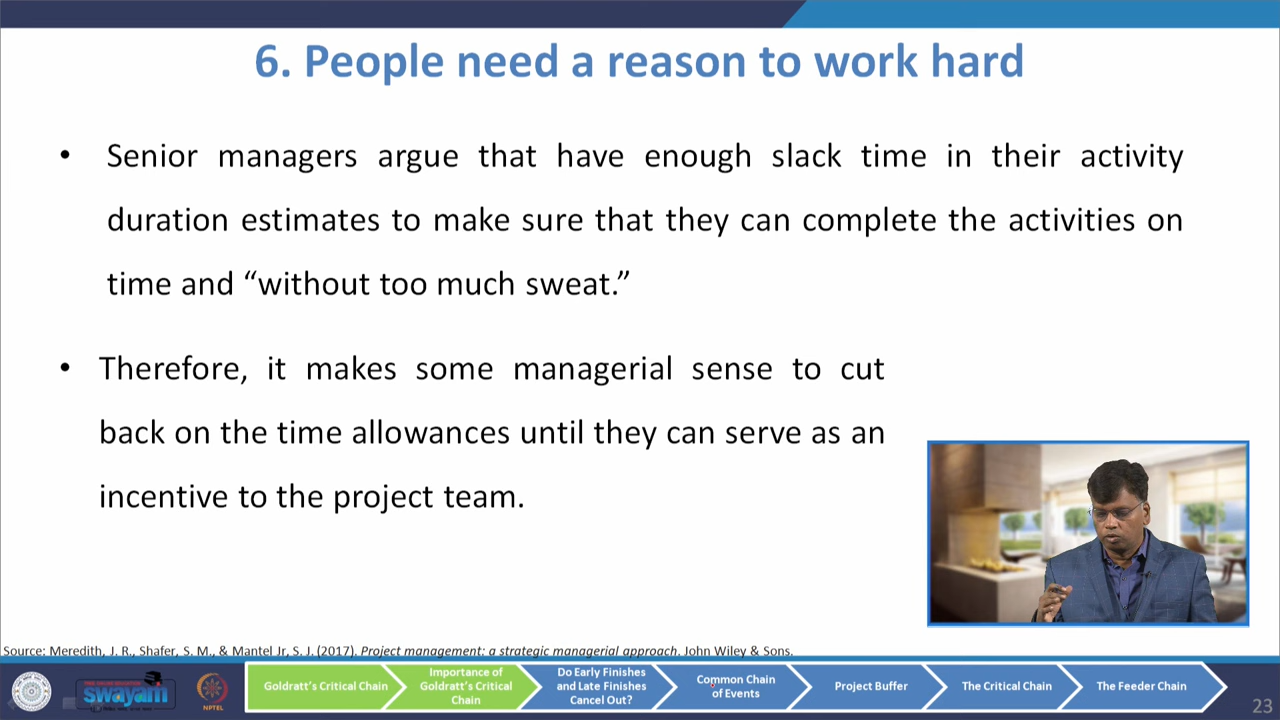 6. People need a reason to work hard
• Senior managers argue that have enough slack time in their activity
duration estimates to make sure that they can complete the activities on
time and “without too much sweat.”
• Therefore, it makes some managerial sense to cut
back on the time allowances until they can serve as an
incentive to the project team.
Source: Meredith, J. R., Shafer, S. M., & Mantel Jr, S. J. (2017). Project management: a strategic managerial approach. John Wiley & Sons.
swayam
NPTEL
Goldratt’s Critical Chain
Importance of
Goldratt’s Critical
Chain
Do Early Finishes
and Late Finishes
Cancel Out?
Common Chain
of Events
Project Buffer
The Critical Chain
The Feeder Chain
23